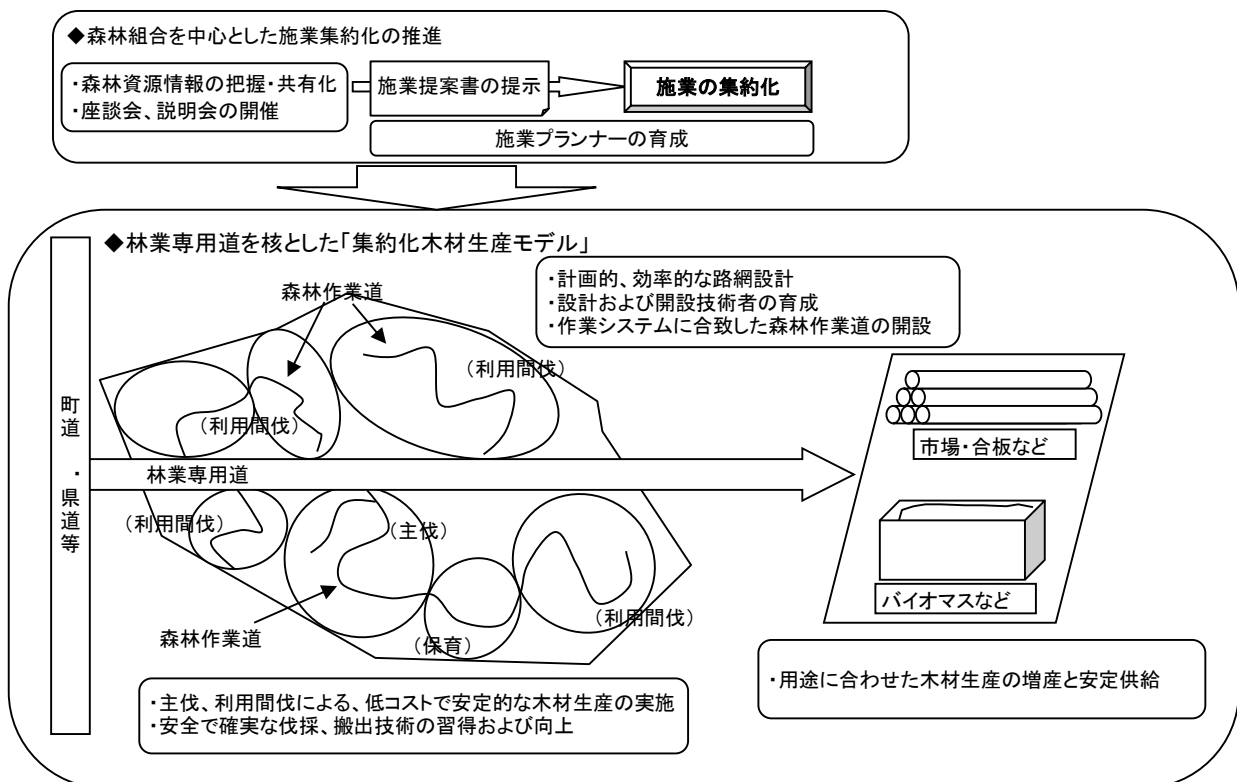 ◆森林組合を中心とした施業集約化の推進
・森林資源情報の把握・共有化
・座談会、説明会の開催
施業提案書の提示
施業の集約化
施業プランナーの育成
◆林業専用道を核とした「集約化木材生産モデル」
・計画的、効率的な路網設計
・設計および開設技術者の育成
・作業システムに合致した森林作業道の開設
森林作業道
(利用間伐)
(利用間伐)
町道・県道等
林業専用道
(利用間伐)
(主伐)
森林作業道
(保育)
(利用間伐)
市場・合板など
バイオマスなど
・主伐、利用間伐による、低コストで安定的な木材生産の実施
・安全で確実な伐採、搬出技術の習得および向上
・用途に合わせた木材生産の増産と安定供給